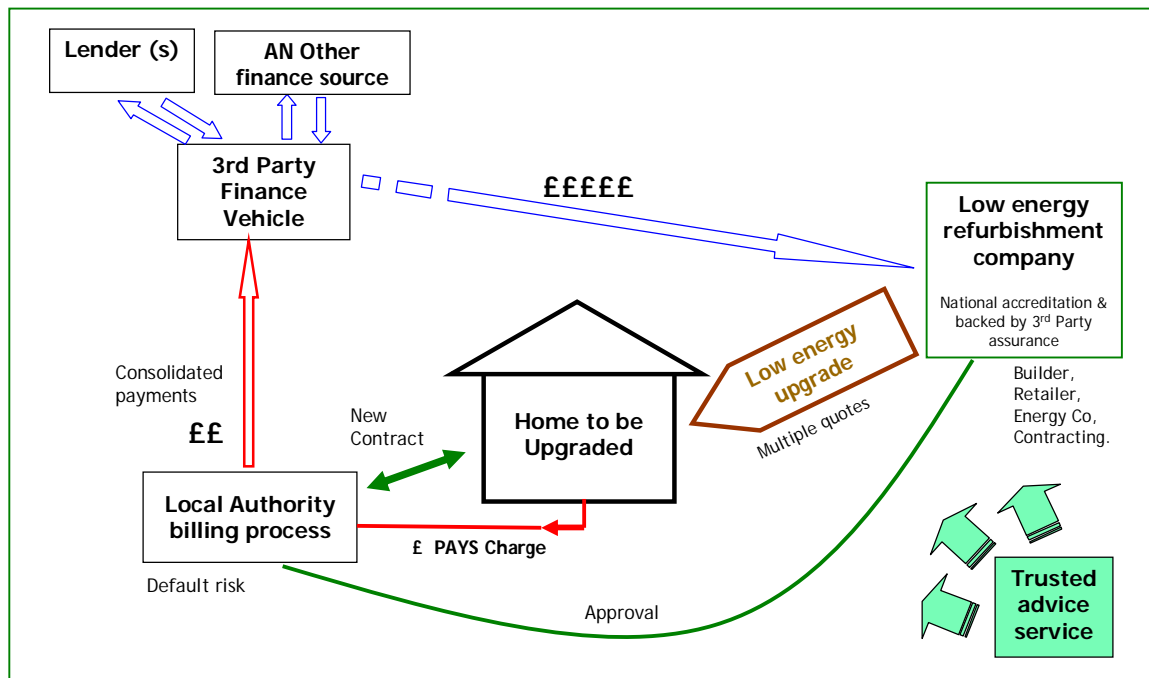 Lender (s)
AN Other
finance source
3rd Party
Finance
Vehicle
£££££
Low energy
refurbishment
company
National accreditation &
backed by 3rd Party
assurance
Builder,
Retailer,
Energy Co,
Contracting.
Low energy
upgrade
Multiple quotes
Consolidated
payments
££
New
Contract
Home to be
Upgraded
Local Authority
billing process
£ PAYS Charge
Default risk
Approval
Trusted
advice
service